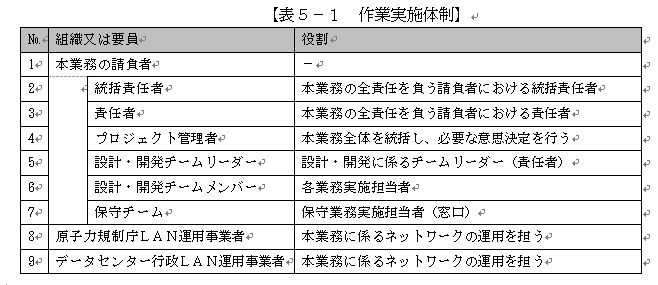 【表５－１　作業実施体制】
№ 組織又は要員 役割
1 本業務の請負者 －
2 統括責任者 本業務の全責任を負う請負者における統括責任者
3 責任者 本業務の全責任を負う請負者における責任者
4 プロジェクト管理者 本業務全体を統括し、必要な意思決定を行う
5 設計・開発チームリーダー 設計・開発に係るチームリーダー（責任者）
6 設計・開発チームメンバー 各業務実施担当者
7 保守チーム 保守業務実施担当者（窓口）
8 原子力規制庁ＬＡＮ運用事業者 本業務に係るネットワークの運用を担う
9 データセンター行政ＬＡＮ運用事業者 本業務に係るネットワークの運用を担う